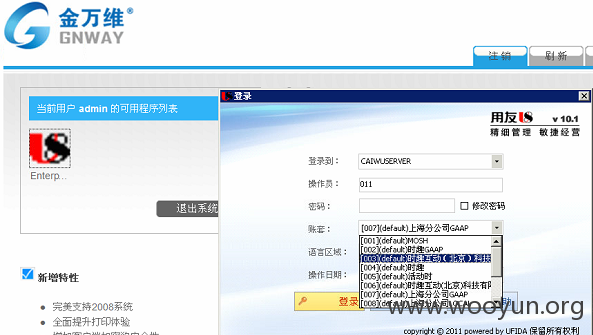 金万维®
GNWAY
注 销
刷 新
当前用户 admin 的可用程序列表
Enterp...
退出系统
新增特性
完美支持2008系统
全面提升打印体验
登录
用友 U8 v 10.1
精细管理 敏捷经营
登录到：
CAIWUSERVER
操作员：
011
密码：
修改密码
账套：
[007](default)上海分公司GAAP
[001](default)MOSH
[002](default)时趣GAAP
[003](default)时趣互动（北京）科技
[004](default)时趣
[005](default)活动时
[006](default)时趣互动(北京)科技有限
[007](default)上海分公司GAAP
[008](default)上海分公司
语言区域：
操作日期：
登录
助
www.wooyun.org
copyright © 2011 powered by UFIDA 保留所有权利